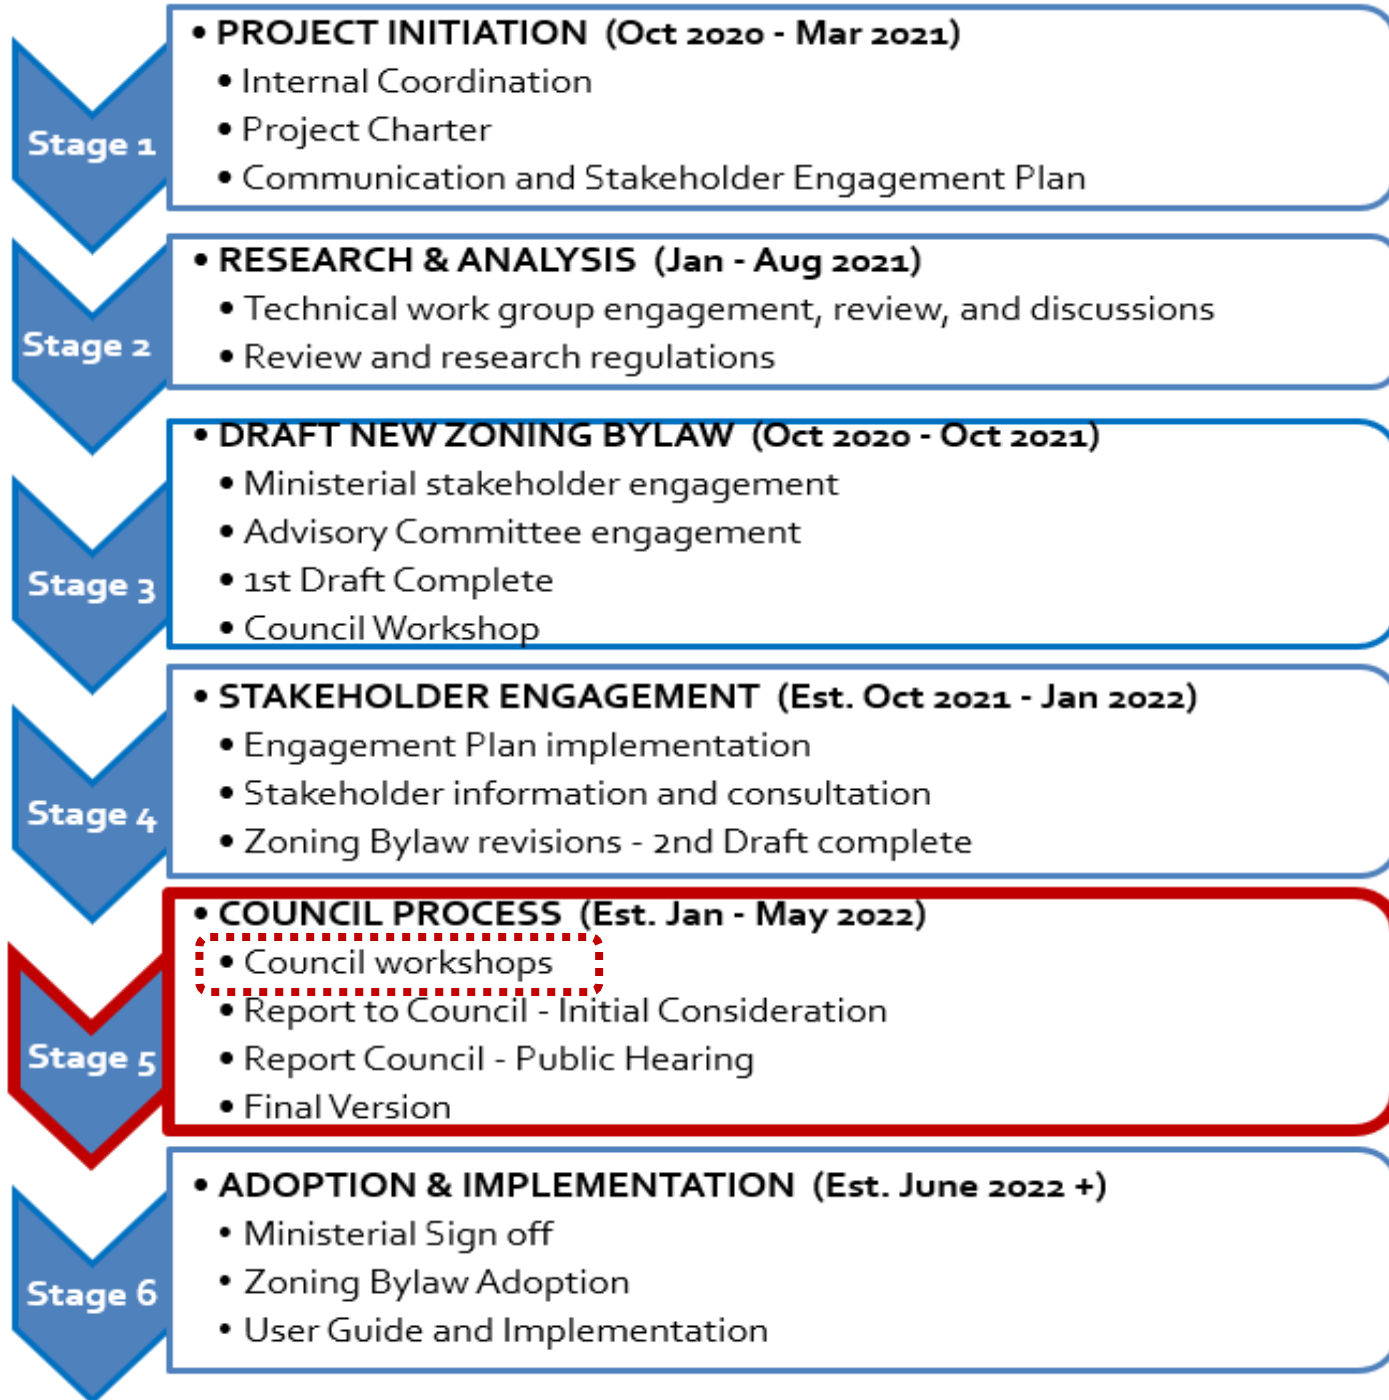 Stage 1
• PROJECT INITIATION (Oct 2020 - Mar 2021)
• Internal Coordination
• Project Charter
• Communication and Stakeholder Engagement Plan
Stage 2
• RESEARCH & ANALYSIS (Jan - Aug 2021)
• Technical work group engagement, review, and discussions
• Review and research regulations
Stage 3
• DRAFT NEW ZONING BYLAW (Oct 2020 - Oct 2021)
• Ministerial stakeholder engagement
• Advisory Committee engagement
• 1st Draft Complete
• Council Workshop
Stage 4
• STAKEHOLDER ENGAGEMENT (Est. Oct 2021 - Jan 2022)
• Engagement Plan implementation
• Stakeholder information and consultation
• Zoning Bylaw revisions - 2nd Draft complete
Stage 5
• COUNCIL PROCESS (Est. Jan - May 2022)
• Council workshops
• Report to Council - Initial Consideration
• Report Council - Public Hearing
• Final Version
Stage 6
• ADOPTION & IMPLEMENTATION (Est. June 2022 +)
• Ministerial Sign off
• Zoning Bylaw Adoption
• User Guide and Implementation